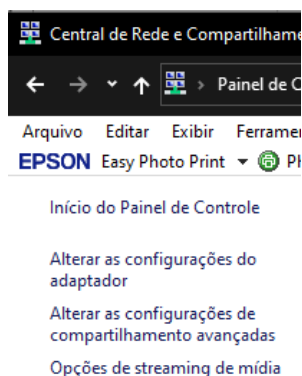 Central de Rede e Compartilhame
Painel de C
Arquivo Editar Exibir Ferramen
EPSON Easy Photo Print Ph
Início do Painel de Controle
Alterar as configurações do
adaptador
Alterar as configurações de
compartilhamento avançadas
Opções de streaming de mídia